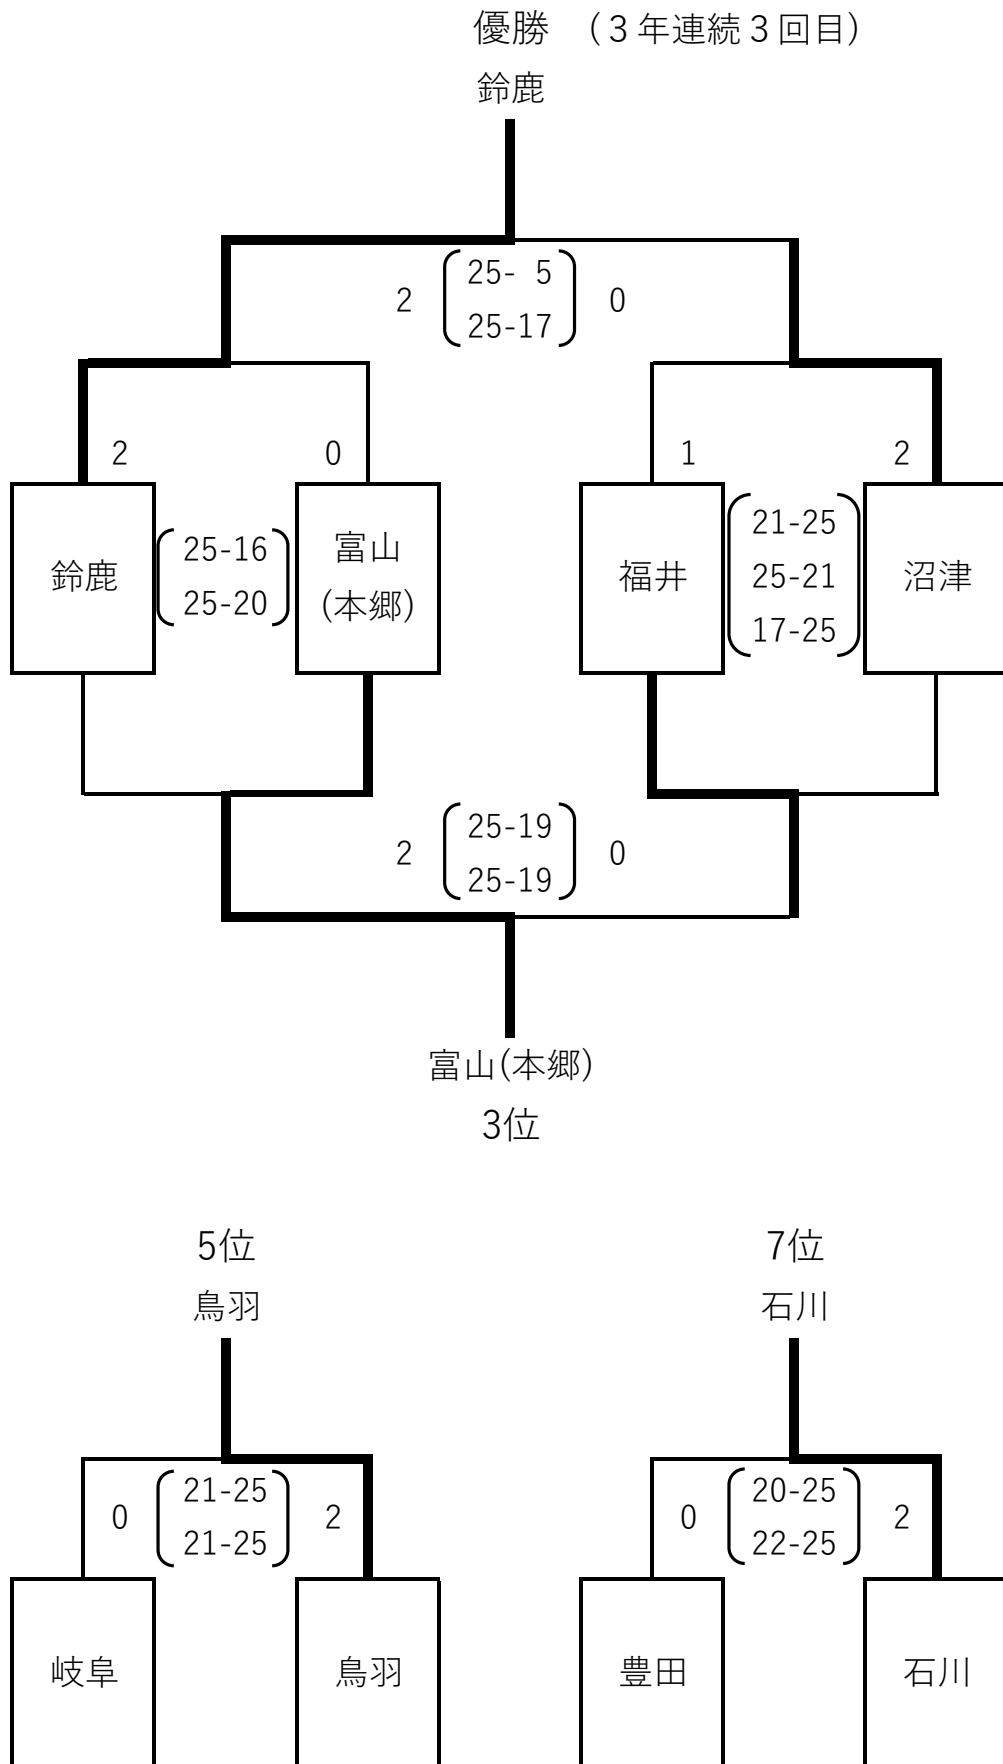 優勝 (３年連続３回目)
鈴鹿
2 25- 5 0
25-17
2 0 1 2
鈴鹿 25-16 富山 福井 21-25 沼津
25-20 (本郷) 25-21
17-25
2 25-19 0
25-19
富山(本郷)
3位
5位 7位
鳥羽 石川
0 21-25 2 0 20-25 2
21-25 22-25
岐阜 鳥羽 豊田 石川